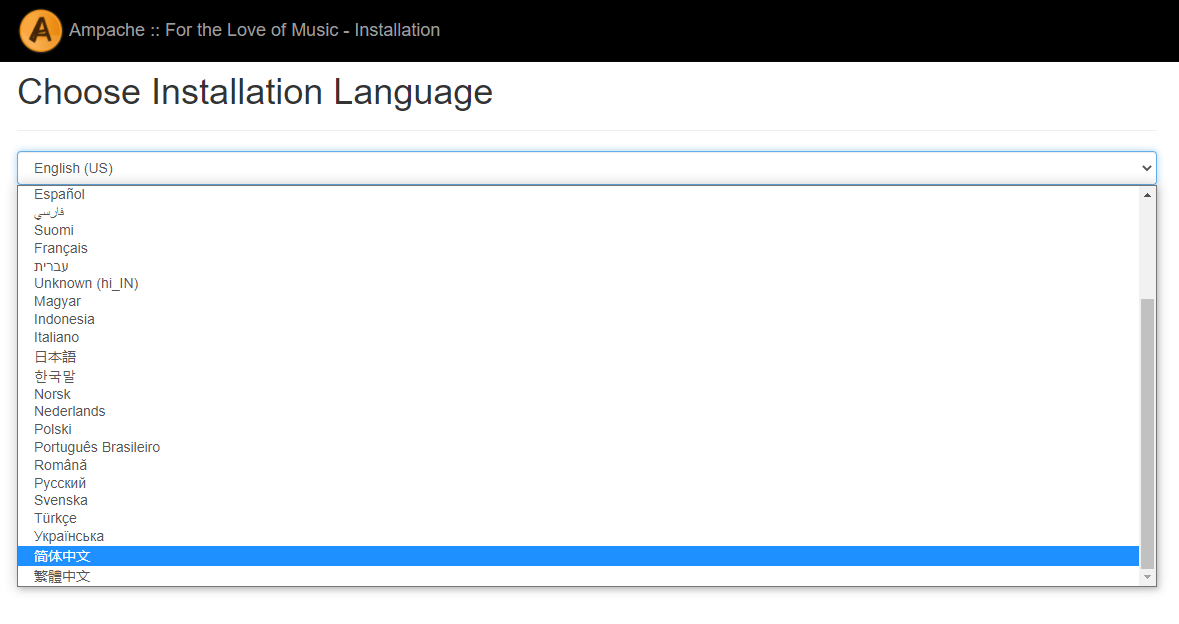 Ampache :: For the Love of Music - Installation
Choose Installation Language
English (US)
Español
فارسي
Suomi
Français
עברית
Unknown (hi_IN)
Magyar
Indonesia
Italiano
日本語
한국말
Norsk
Nederlands
Polski
Português Brasileiro
Română
Русский
Svenska
Türkçe
Українська
简体中文
繁體中文